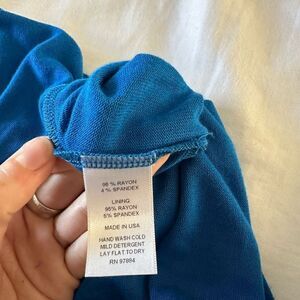 96 % RAYON
4 % SPANDEX
LINING
95% RAYON
5% SPANDEX
MADE IN USA
HAND WASH COLD
MILD DETERGENT
LAY FLAT TO DRY
RN 97894